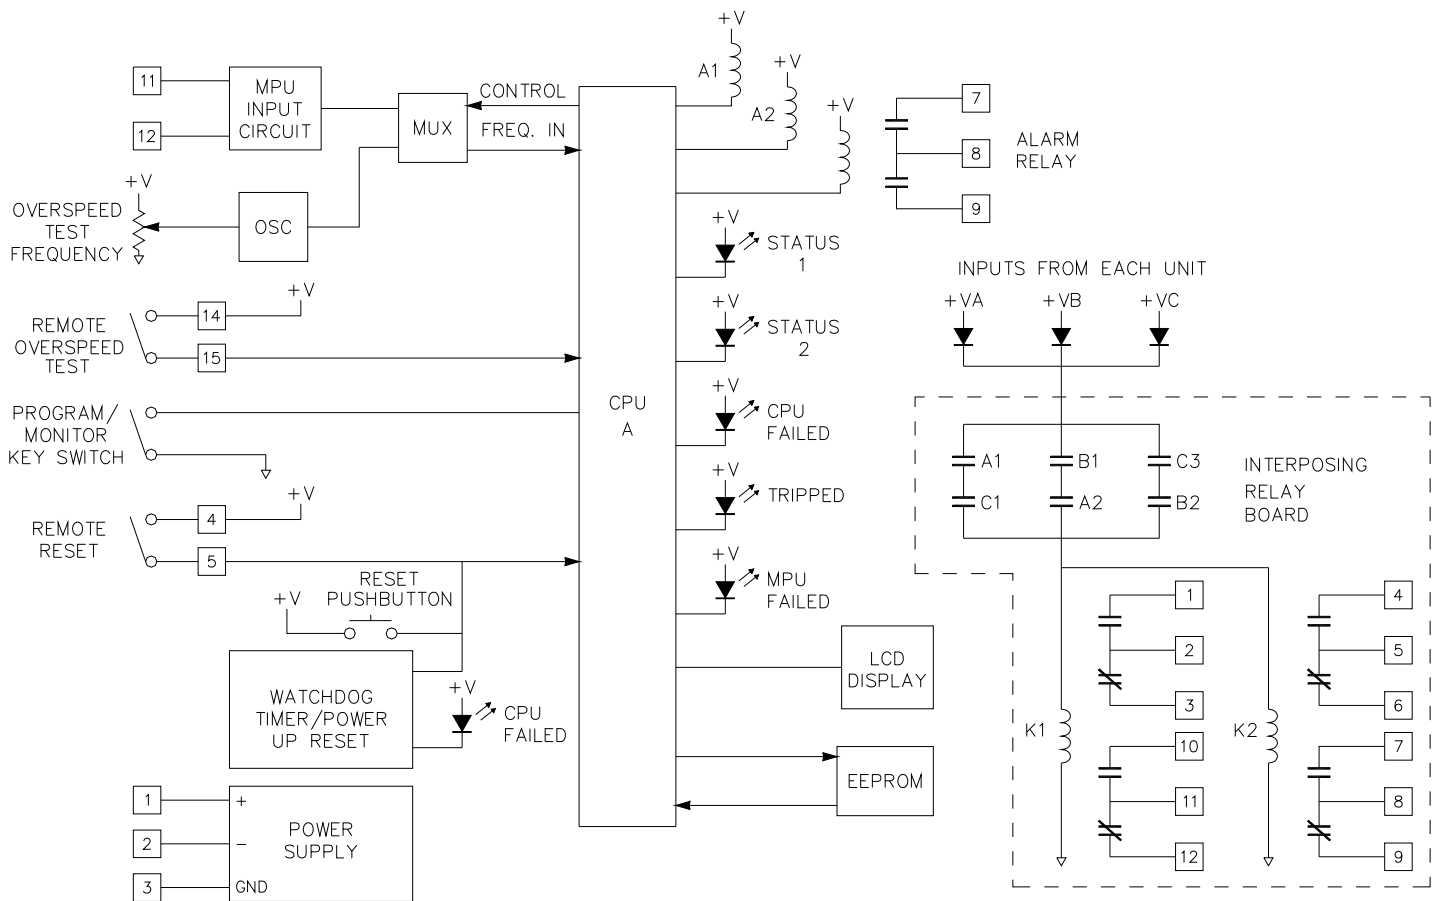 +V
A1
+V
A2
+V
7
8
9
ALARM
RELAY
11
12
MPU
INPUT
CIRCUIT
MUX
CONTROL
FREQ. IN
+V
OVERSPEED
TEST
FREQUENCY
OSC
+V
REMOTE
OVERSPEED
TEST
14
15
PROGRAM/
MONITOR
KEY SWITCH
+V
REMOTE
RESET
4
5
RESET
PUSHBUTTON
+V
WATCHDOG
TIMER/POWER
UP RESET
+V
CPU
FAILED
1
+
2
-
3
GND
POWER
SUPPLY
CPU
A
+V
STATUS
1
+V
STATUS
2
+V
CPU
FAILED
+V
TRIPPED
+V
MPU
FAILED
LCD
DISPLAY
EEPROM
INPUTS FROM EACH UNIT
+VA
+VB
+VC
A1
B1
C3
C1
A2
B2
INTERPOSING
RELAY
BOARD
K1
1
2
3
10
11
12
K2
4
5
6
7
8
9